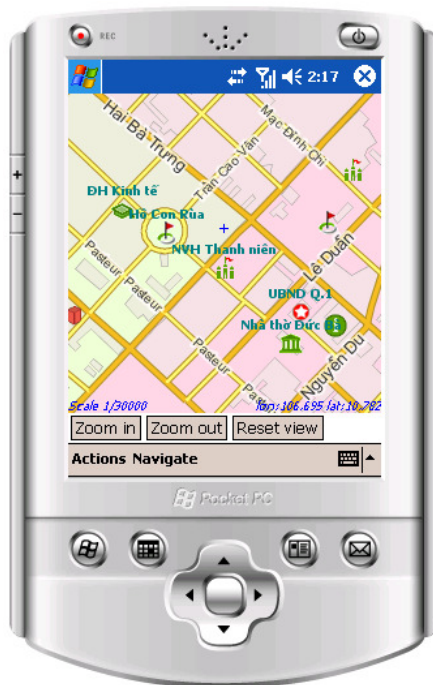 REC
2:17
Hai Bà Trưng
Mạc Đĩnh Chi
Trần Cao Vân
ĐH Kinh tế
Hồ Con Rùa
NVH Thanh niên
Lê Duẩn
Pasteur
Pasteur
UBND Q.1
Nhà thờ Đức Bà
Pasteur
Nguyễn Du
Scale 1/30000
lon:106.695 lat:10.782
Zoom in Zoom out Reset view
Actions Navigate
Pocket PC
+
−